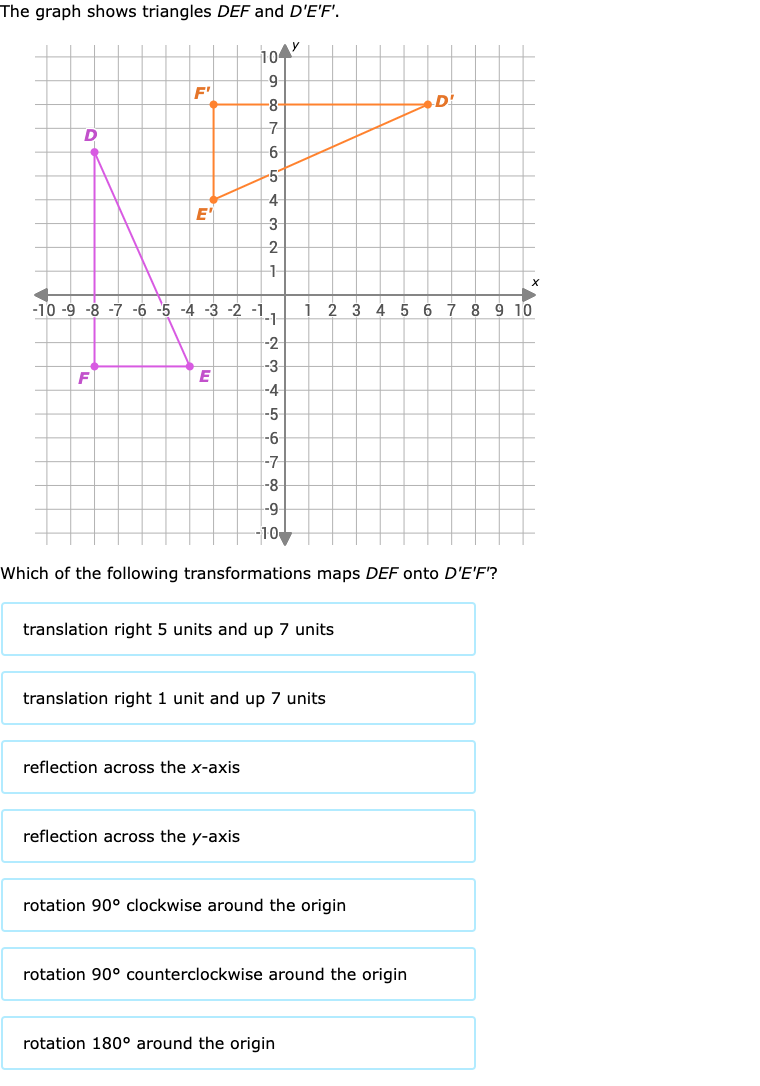 The graph shows triangles DEF and D'E'F'.
y
10
9
F'
D'
8
7
D
6
5
4
E'
3
2
1
x
-10 -9 -8 -7 -6 -5 -4 -3 -2 -1 1 2 3 4 5 6 7 8 9 10
-1
-2
-3
F
E
-4
-5
-6
-7
-8
-9
-10
Which of the following transformations maps DEF onto D'E'F'?
translation right 5 units and up 7 units
translation right 1 unit and up 7 units
reflection across the x-axis
reflection across the y-axis
rotation 90° clockwise around the origin
rotation 90° counterclockwise around the origin
rotation 180° around the origin